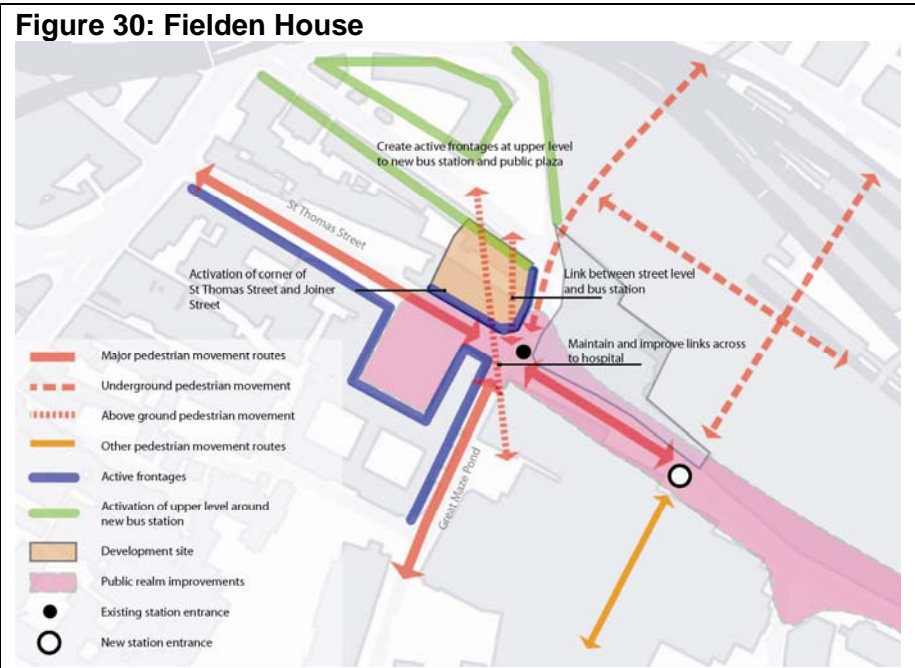 Figure 30: Fielden House
Create active frontages at upper level
to new bus station and public plaza
St Thomas Street
Activation of corner of
St Thomas Street and Joiner
Street
Link between street level
and bus station
Maintain and improve links across
to hospital
Great Maze Pond
Major pedestrian movement routes
Underground pedestrian movement
Above ground pedestrian movement
Other pedestrian movement routes
Active frontages
Activation of upper level around
new bus station
Development site
Public realm improvements
Existing station entrance
New station entrance